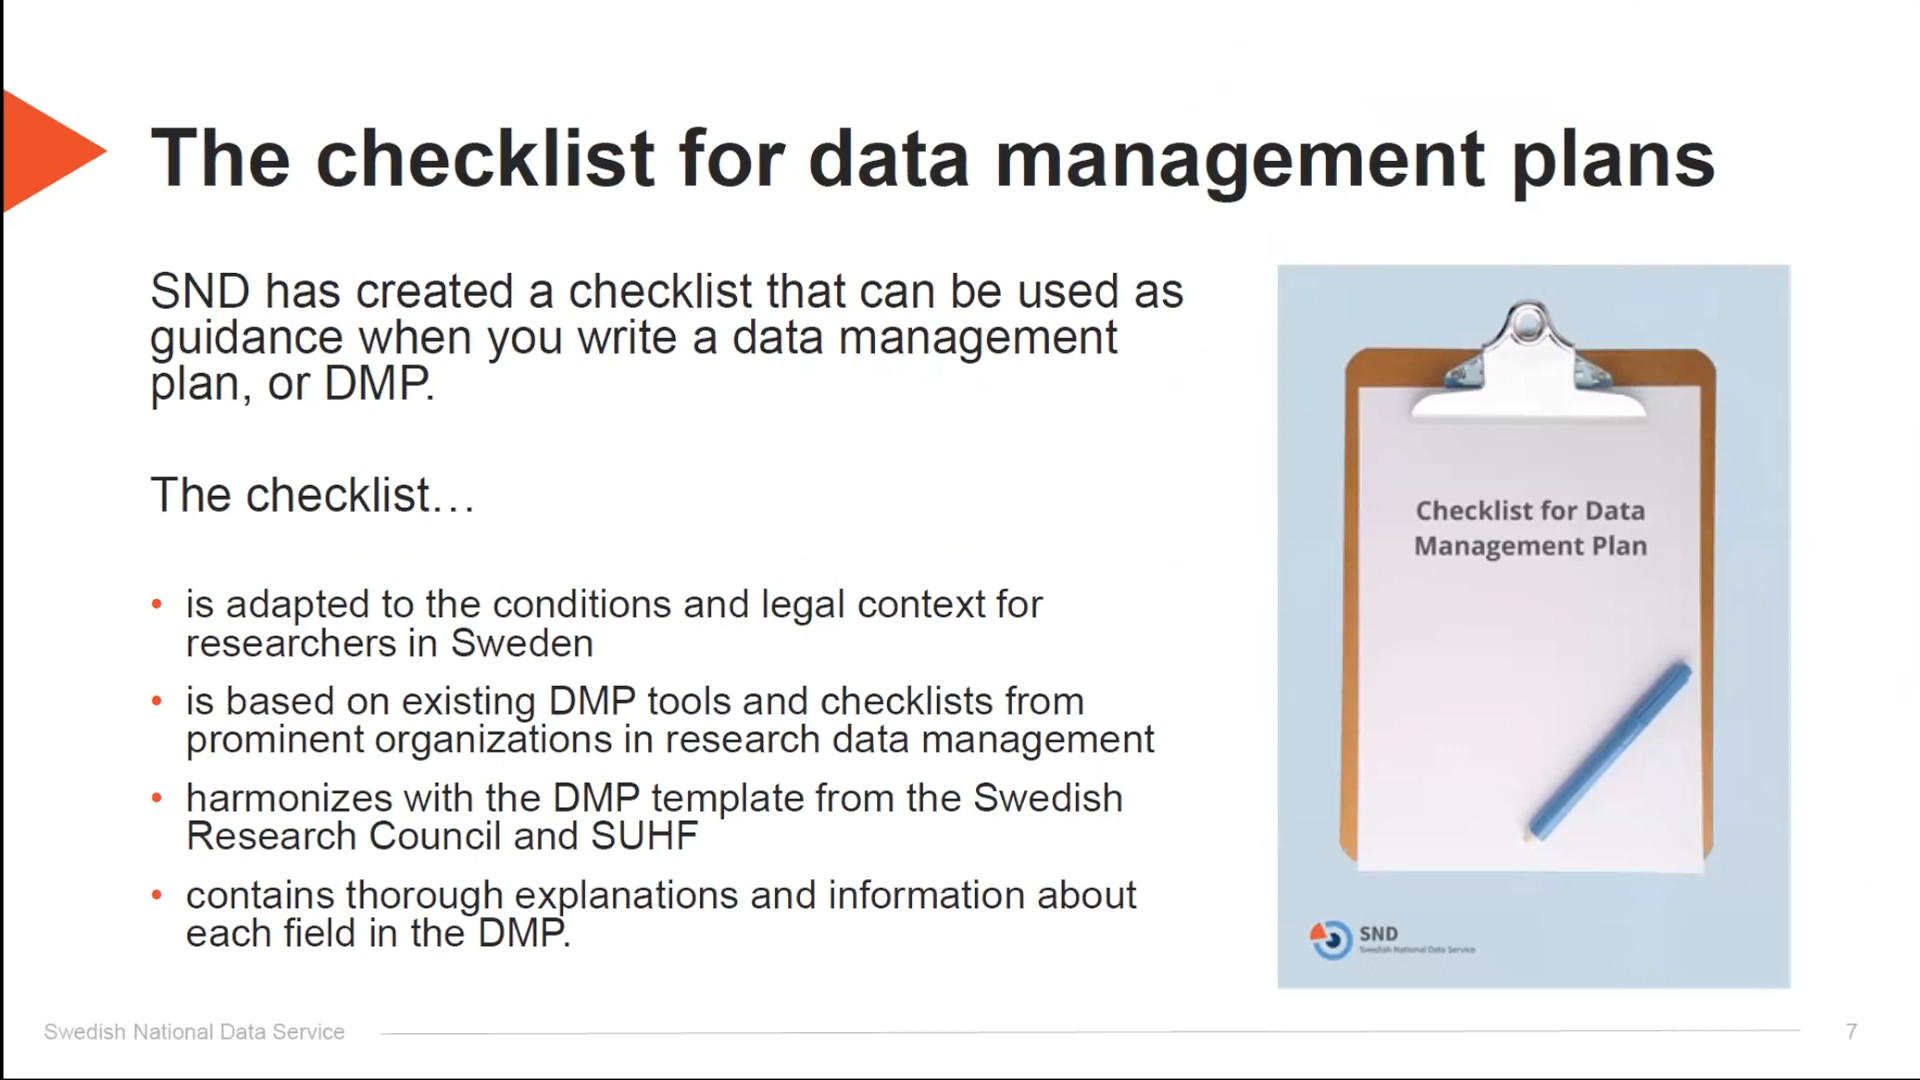 The checklist for data management plans
SND has created a checklist that can be used as
guidance when you write a data management
plan, or DMP.
The checklist…
• is adapted to the conditions and legal context for
researchers in Sweden
• is based on existing DMP tools and checklists from
prominent organizations in research data management
• harmonizes with the DMP template from the Swedish
Research Council and SUHF
• contains thorough explanations and information about
each field in the DMP.
Checklist for Data
Management Plan
SND
Swedish National Data Service
Swedish National Data Service
7